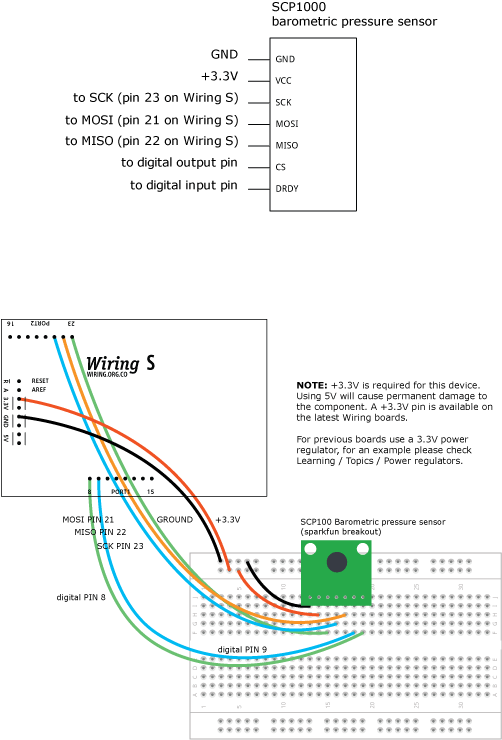 SCP1000
barometric pressure sensor
GND
GND
+3.3V
VCC
to SCK (pin 23 on Wiring S)
SCK
to MOSI (pin 21 on Wiring S)
MOSI
to MISO (pin 22 on Wiring S)
MISO
to digital output pin
CS
to digital input pin
DRDY
16 PORT2 23
Wiring S
WIRING.ORG.CO
R RESET
A AREF
3.3V
GND
5V
8 PORT1 15
NOTE: +3.3V is required for this device.
Using 5V will cause permanent damage to
the component. A +3.3V pin is available on
the latest Wiring boards.
For previous boards use a 3.3V power
regulator, for an example please check
Learning / Topics / Power regulators.
MOSI PIN 21
GROUND
+3.3V
MISO PIN 22
SCK PIN 23
SCP100 Barometric pressure sensor
(sparkfun breakout)
digital PIN 8
digital PIN 9